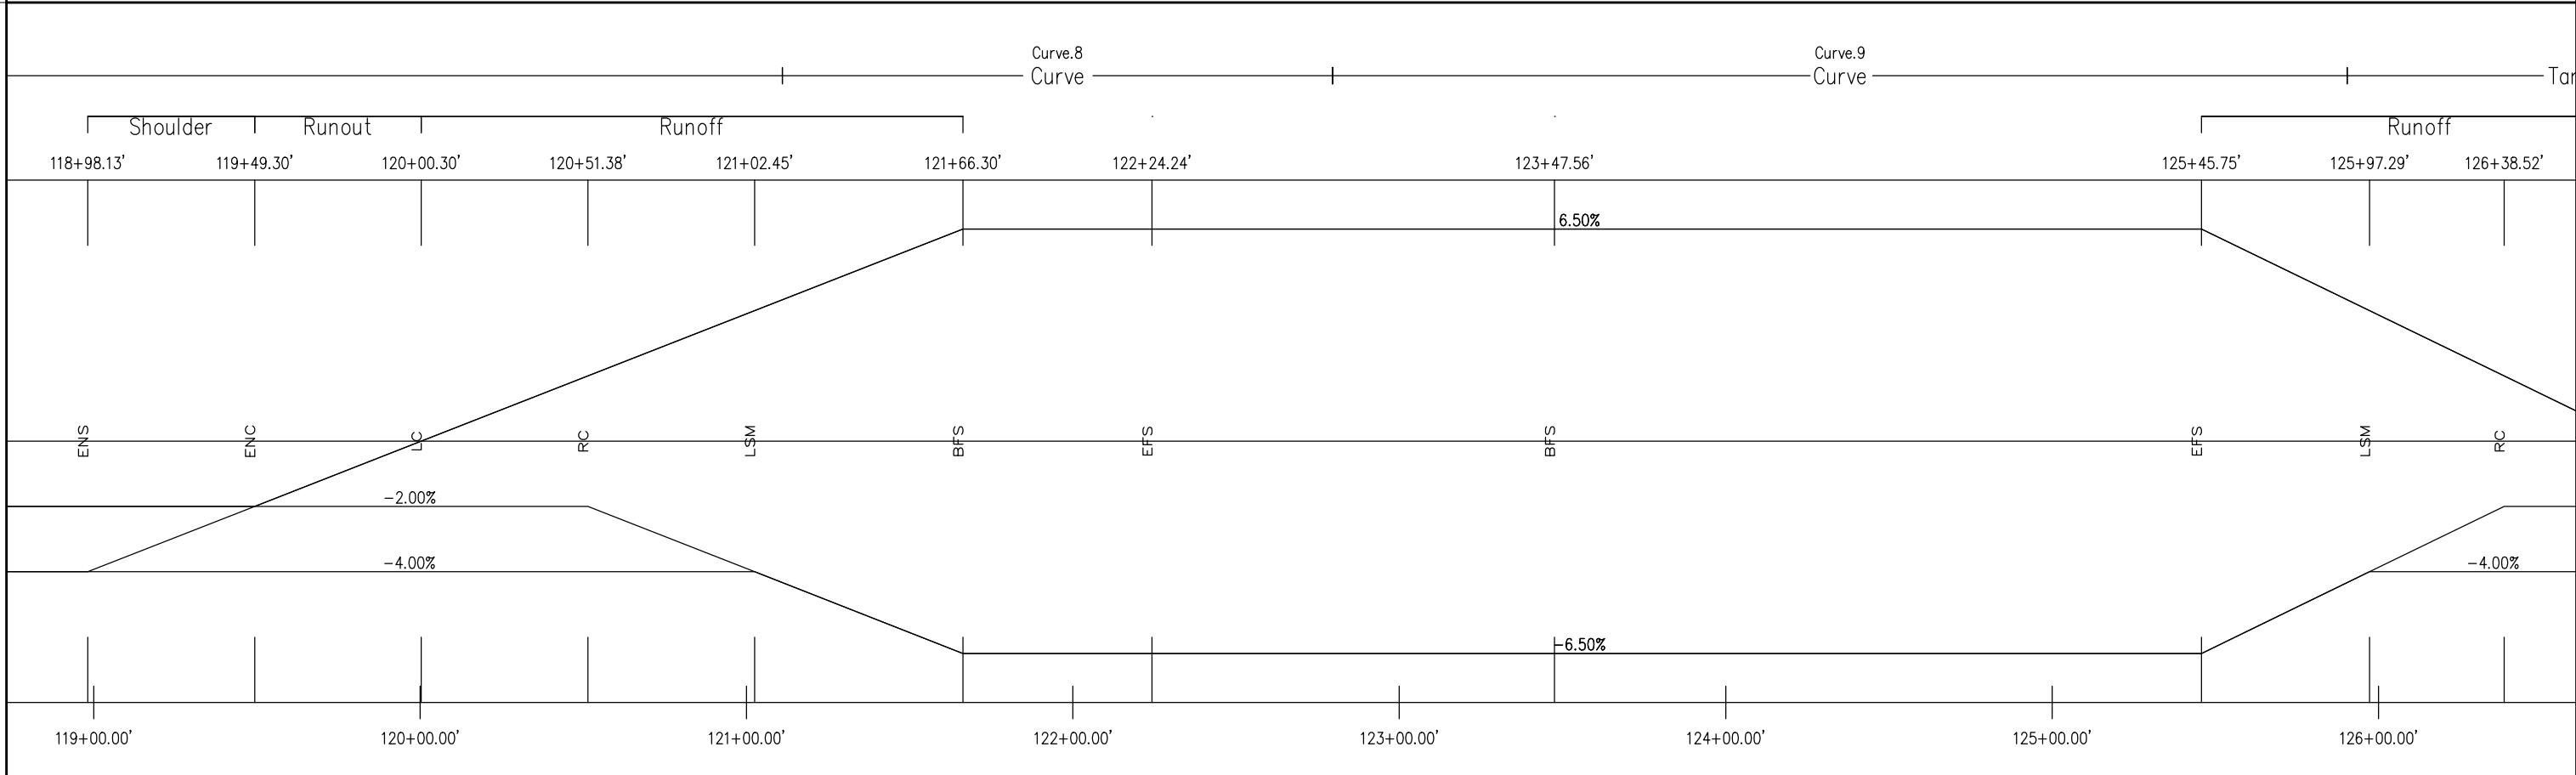 Curve.8
Curve.9
Curve
Curve
Tar
Shoulder
Runout
Runoff
Runoff
118+98.13'
119+49.30'
120+00.30'
120+51.38'
121+02.45'
121+66.30'
122+24.24'
123+47.56'
125+45.75'
125+97.29'
126+38.52'
6.50%
ENS
ENC
LC
RC
LSM
BFS
EFS
BFS
EFS
LSM
RC
-2.00%
-4.00%
-4.00%
-6.50%
119+00.00'
120+00.00'
121+00.00'
122+00.00'
123+00.00'
124+00.00'
125+00.00'
126+00.00'